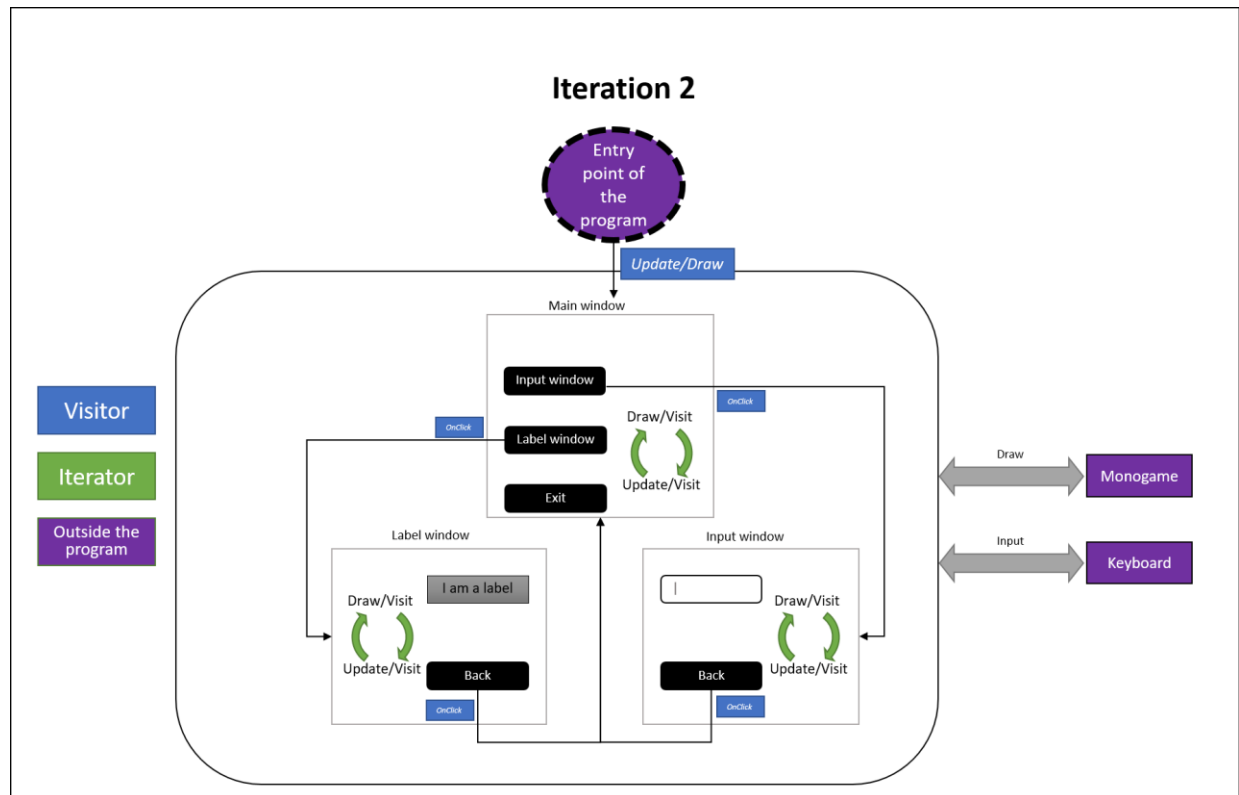 Iteration 2
Entry
point of
the
program
Update/Draw
Main window
Input window
OnClick
Draw/Visit
OnClick
Label window
Update/Visit
Exit
Visitor
Iterator
Outside the
program
Draw
Monogame
Input
Keyboard
Label window
I am a label
Draw/Visit
Update/Visit
Back
OnClick
Input window
|
Draw/Visit
Update/Visit
Back
OnClick